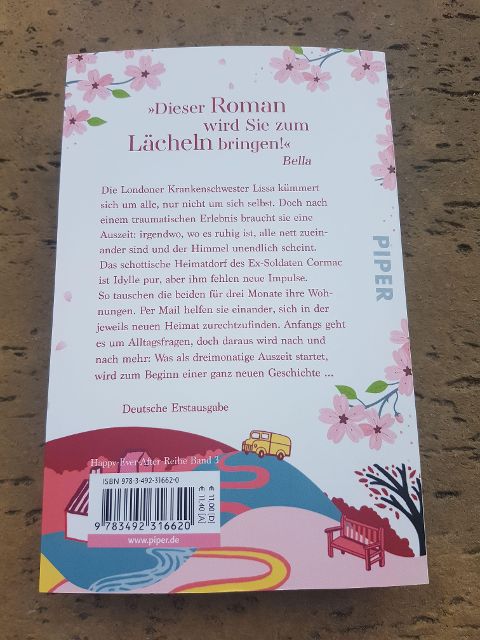 »Dieser Roman
wird Sie zum
Lächeln bringen!«
Bella
Die Londoner Krankenschwester Lissa kümmert
sich um alle, nur nicht um sich selbst. Doch nach
einem traumatischen Erlebnis braucht sie eine
Auszeit: irgendwo, wo es ruhig ist, alle nett zuein-
ander sind und der Himmel unendlich scheint.
Das schottische Heimatdorf des Ex-Soldaten Cormac
ist Idylle pur, aber ihm fehlen neue Impulse.
So tauschen die beiden für drei Monate ihre Woh-
nungen. Per Mail helfen sie einander, sich in der
jeweils neuen Heimat zurechtzufinden. Anfangs geht
es um Alltagsfragen, doch daraus wird nach und
nach mehr: Was als dreimonatige Auszeit startet,
wird zum Beginn einer ganz neuen Geschichte ...
Deutsche Erstausgabe
PIPER
Happy-Ever-After-Reihe Band 3
ISBN 978-3-492-31662-0
€ 11,00 [D]
€ 11,40 [A]
9 783492 316620
www.piper.de